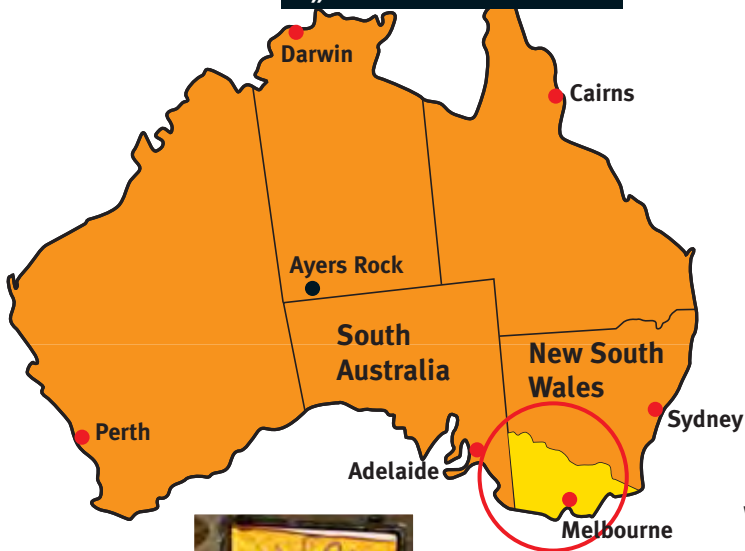 Darwin
Cairns
Ayers Rock
South
Australia
New South
Wales
Perth
Sydney
Adelaide
Melbourne